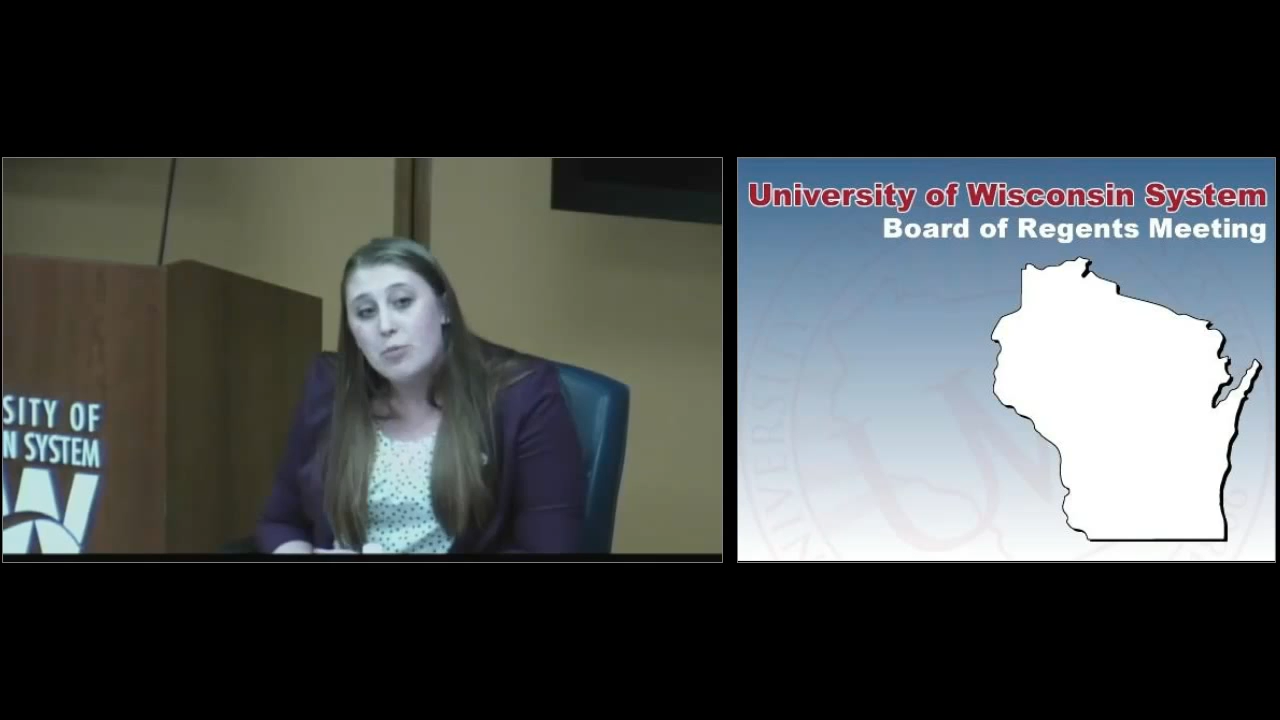 SITY OF
N SYSTEM
W
University of Wisconsin System
Board of Regents Meeting